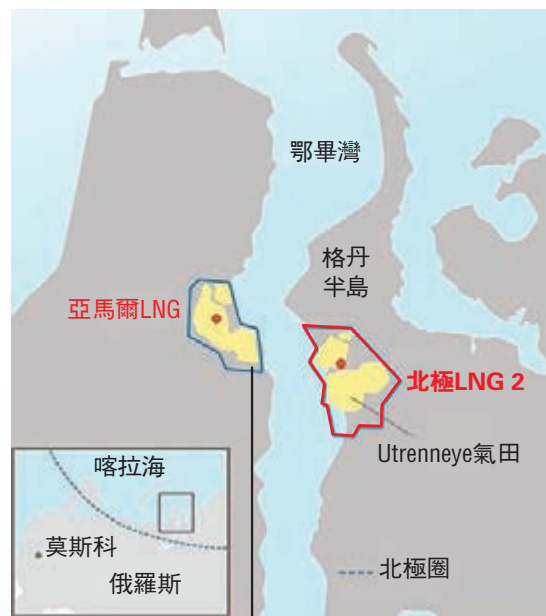 鄂畢灣
格丹
半島
亞馬爾LNG
北極LNG 2
Utrenneye氣田
喀拉海
莫斯科
俄羅斯
北極圈